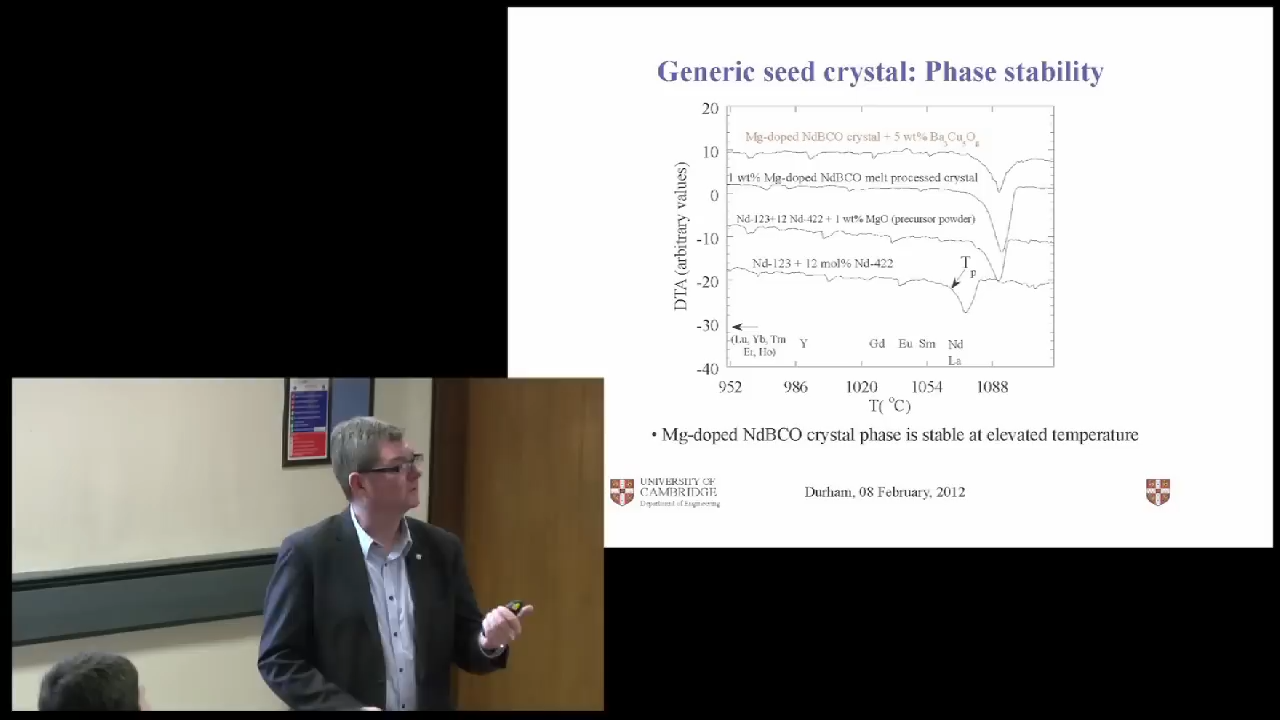 Generic seed crystal: Phase stability
20
10
0
-10
-20
-30
-40
DTA (arbitrary values)
Mg-doped NdBCO crystal + 5 wt% Ba3Cu5O8
1 wt% Mg-doped NdBCO melt processed crystal
Nd-123+12 Nd-422 + 1 wt% MgO (precursor powder)
Nd-123 + 12 mol% Nd-422
Tp
(Lu, Yb, Tm
Er, Ho)
Y
Gd
Eu
Sm
Nd
La
952
986
1020
1054
1088
T( °C)
• Mg-doped NdBCO crystal phase is stable at elevated temperature
UNIVERSITY OF
CAMBRIDGE
Department of Engineering
Durham, 08 February, 2012